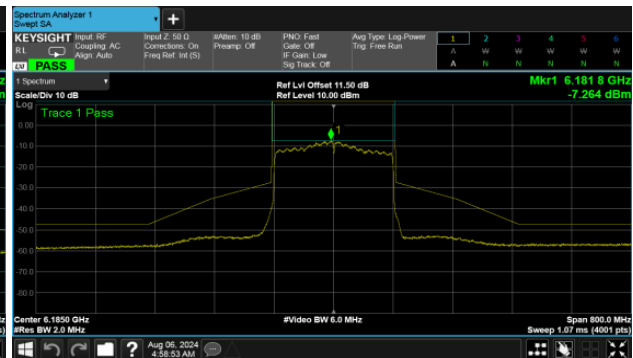 Spectrum Analyzer 1
Swept SA
KEYSIGHT
RL
LXI PASS
Input: RF
Coupling: AC
Align: Auto
Input Z: 50 Ω
Corrections: On
Freq Ref: Int (S)
#Atten: 10 dB
Preamp: Off
PNO: Fast
Gate: Off
IF Gain: Low
Sig Track: Off
Avg Type: Log-Power
Trig: Free Run
1 2 3 4 5 6
A W W W W W
A N N N N N
1 Spectrum
Scale/Div 10 dB
Log
Ref Lvl Offset 11.50 dB
Ref Level 10.00 dBm
Mkr1 6.181 8 GHz
-7.264 dBm
Trace 1 Pass
1
0.00
-10.0
-20.0
-30.0
-40.0
-50.0
-60.0
-70.0
-80.0
Center 6.1850 GHz
#Res BW 2.0 MHz
#Video BW 6.0 MHz
Span 800.0 MHz
Sweep 1.07 ms (4001 pts)
Aug 06, 2024
4:58:53 AM